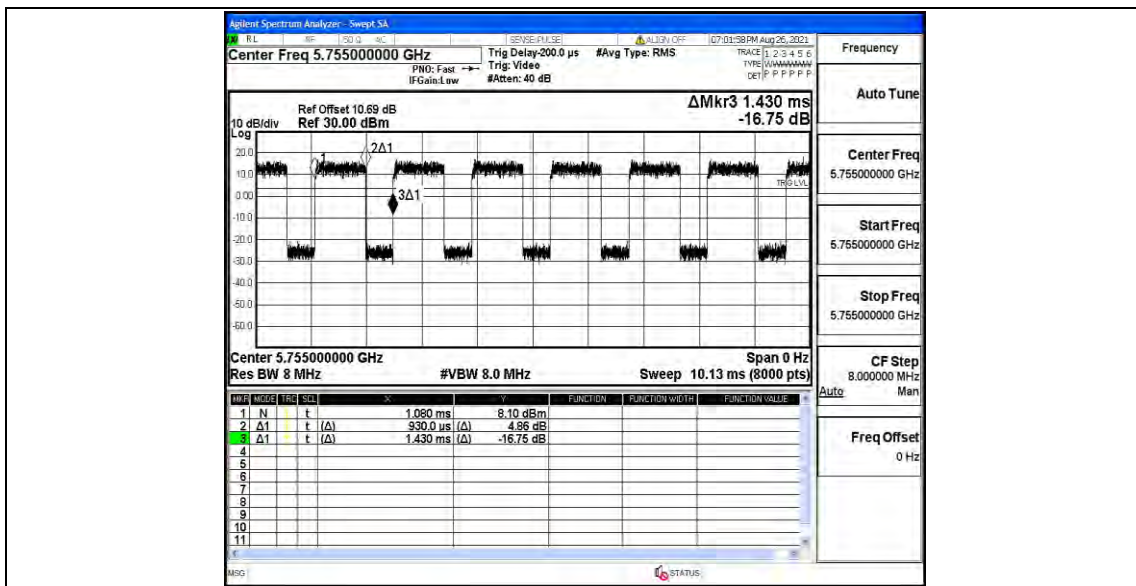 Agilent Spectrum Analyzer - Swept SA
RL RF 50 Ω AC SENSE:PULSE ALIGN OFF 07:01:58 PM Aug 26, 2021
Center Freq 5.755000000 GHz
PNO: Fast
IFGain:Low
Trig Delay-200.0 µs
Trig: Video
#Atten: 40 dB
#Avg Type: RMS
TRACE 1 2 3 4 5 6
TYPE WWWWWW
DET P P P P P P
ΔMkr3 1.430 ms
-16.75 dB
Ref Offset 10.69 dB
10 dB/div Ref 30.00 dBm
Log
20.0
10.0
0.00
-10.0
-20.0
-30.0
-40.0
-50.0
-60.0
1
2Δ1
3Δ1
TRIG LVL
Center 5.755000000 GHz Span 0 Hz
Res BW 8 MHz #VBW 8.0 MHz Sweep 10.13 ms (8000 pts)
MKR MODE TRC SCL X Y FUNCTION FUNCTION WIDTH FUNCTION VALUE
1 N t 1.080 ms 8.10 dBm
2 Δ1 t (Δ) 930.0 µs (Δ) 4.86 dB
3 Δ1 t (Δ) 1.430 ms (Δ) -16.75 dB
4
5
6
7
8
9
10
11
MSG STATUS
Frequency
Auto Tune
Center Freq
5.755000000 GHz
Start Freq
5.755000000 GHz
Stop Freq
5.755000000 GHz
CF Step
8.000000 MHz
Auto Man
Freq Offset
0 Hz